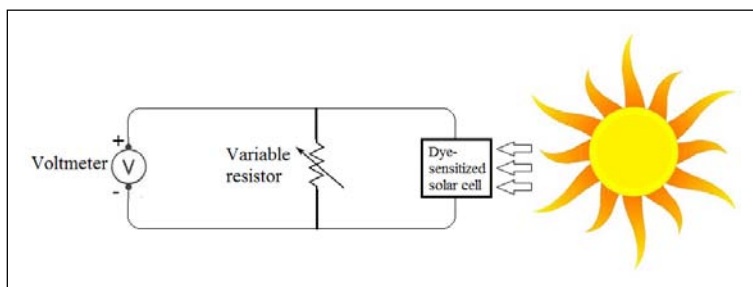 +
Voltmeter
V
-
Variable
resistor
Dye-
sensitized
solar cell